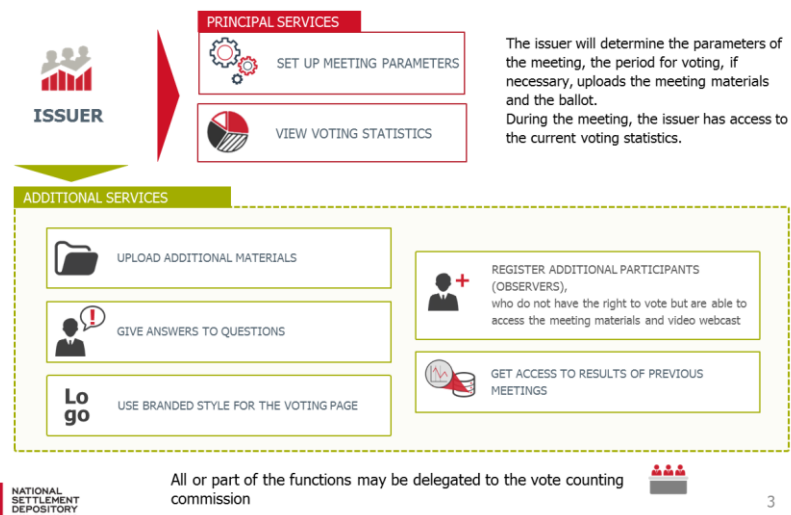 PRINCIPAL SERVICES
ISSUER
SET UP MEETING PARAMETERS
VIEW VOTING STATISTICS
The issuer will determine the parameters of
the meeting, the period for voting, if
necessary, uploads the meeting materials
and the ballot.
During the meeting, the issuer has access to
the current voting statistics.
ADDITIONAL SERVICES
UPLOAD ADDITIONAL MATERIALS
GIVE ANSWERS TO QUESTIONS
Lo
go
USE BRANDED STYLE FOR THE VOTING PAGE
REGISTER ADDITIONAL PARTICIPANTS
(OBSERVERS),
who do not have the right to vote but are able to
access the meeting materials and video webcast
GET ACCESS TO RESULTS OF PREVIOUS
MEETINGS
All or part of the functions may be delegated to the vote counting
commission
NATIONAL
SETTLEMENT
DEPOSITORY
3